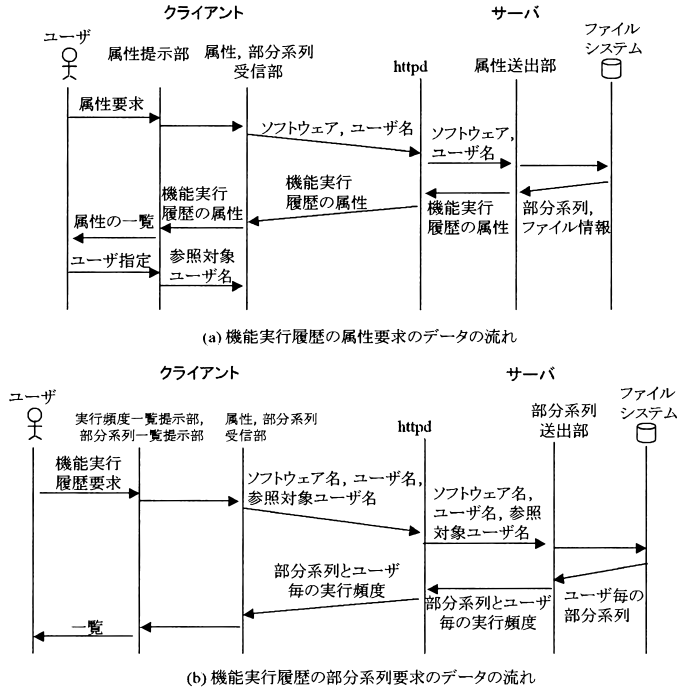 クライアント
サーバ
ユーザ
属性提示部
属性, 部分系列
受信部
httpd
属性送出部
ファイル
システム
属性要求
ソフトウェア, ユーザ名
ソフトウェア,
ユーザ名
機能実行
履歴の属性
機能実行
履歴の属性
機能実行
履歴の属性
部分系列,
ファイル情報
属性の一覧
ユーザ指定
参照対象
ユーザ名
(a) 機能実行履歴の属性要求のデータの流れ
クライアント
サーバ
ユーザ
実行頻度一覧提示部,
部分系列一覧提示部
属性, 部分系列
受信部
httpd
部分系列
送出部
ファイル
システム
機能実行
履歴要求
ソフトウェア名, ユーザ名,
参照対象ユーザ名
ソフトウェア名,
ユーザ名, 参照
対象ユーザ名
部分系列とユーザ
毎の実行頻度
部分系列とユーザ
毎の実行頻度
ユーザ毎の
部分系列
一覧
(b) 機能実行履歴の部分系列要求のデータの流れ